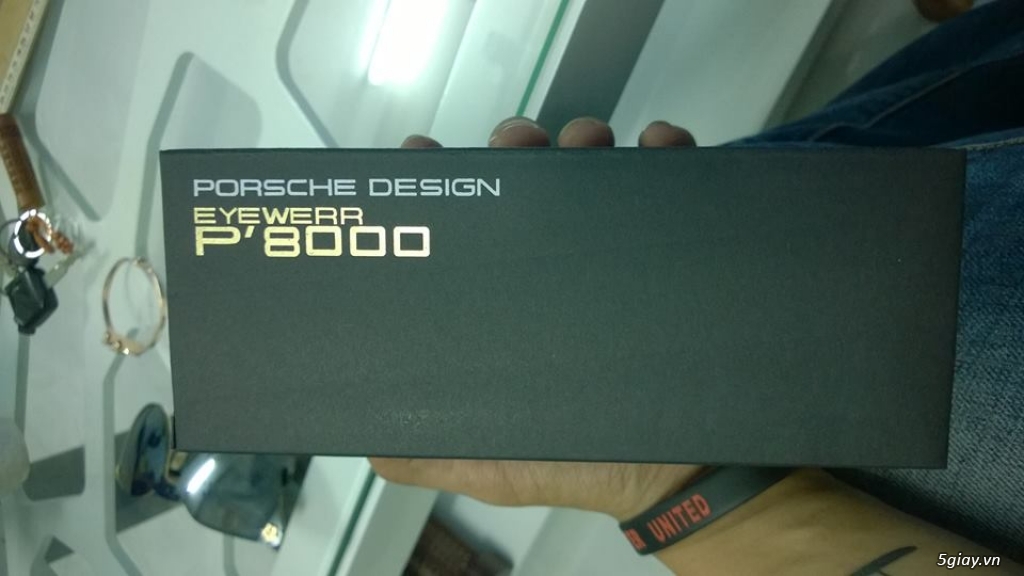 PORSCHE DESIGN
EYEWERR
P'8000
UNITED
5giay.vn